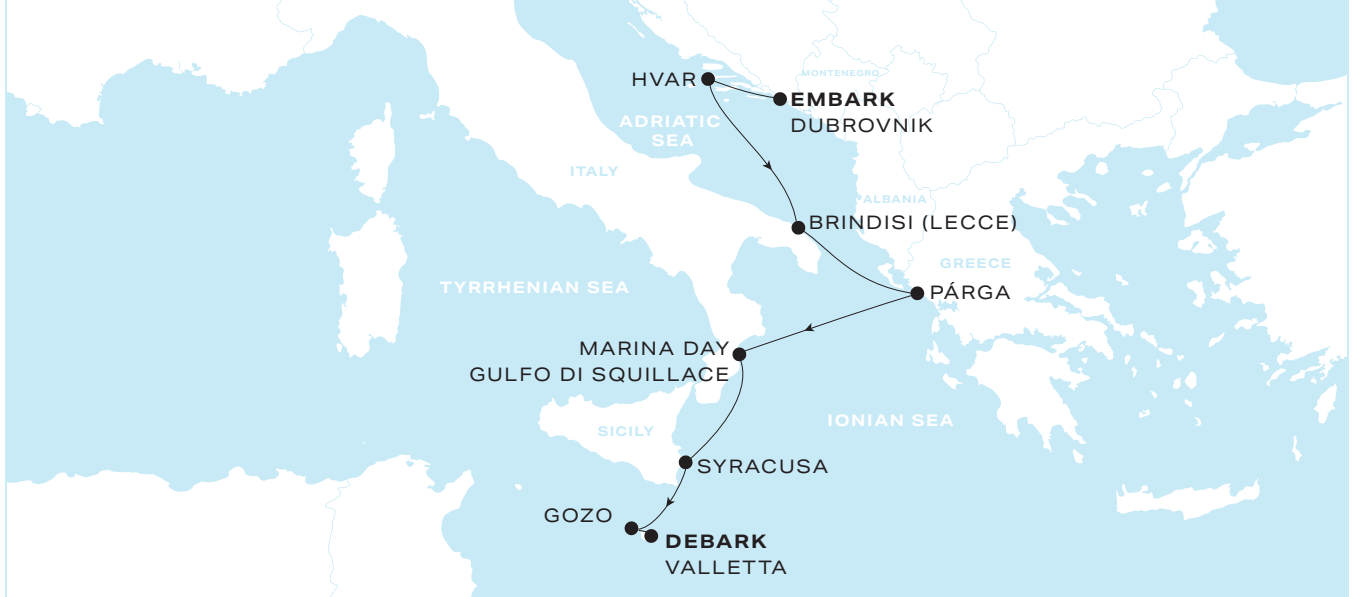 HVAR
MONTENEGRO
EMBARK
DUBROVNIK
ADRIATIC
SEA
ITALY
ALBANIA
BRINDISI (LECCE)
GREECE
TYRRHENIAN SEA
PÁRGA
MARINA DAY
GULFO DI SQUILLACE
IONIAN SEA
SICILY
SYRACUSA
GOZO
DEBARK
VALLETTA